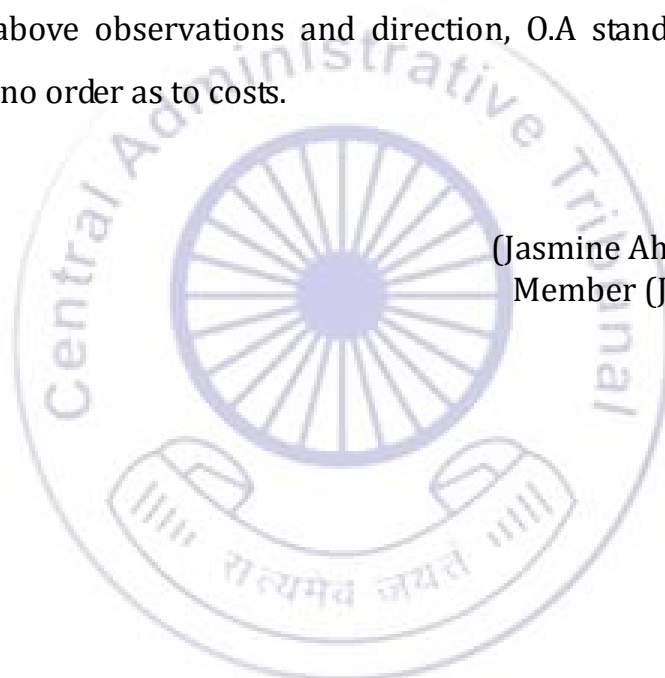 above observations and direction, O.A stand
no order as to costs.
Central Administrative Tribunal
(Jasmine Ah
Member (J
सत्यमेव जयते